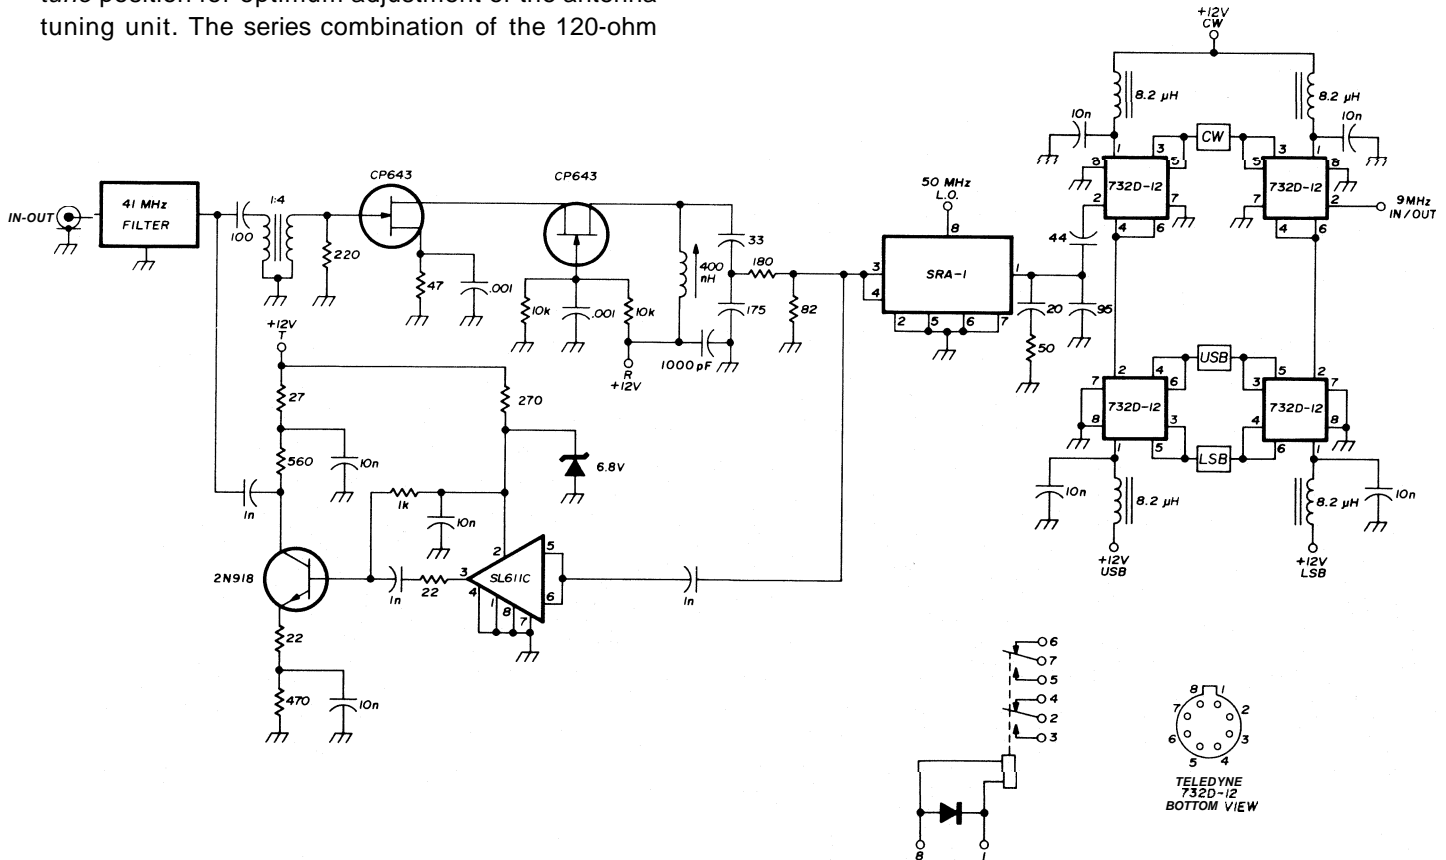 tune position for optimum adjustment of the antenna
tuning unit. The series combination of the 120-ohm
+12V
CW
8.2 µH
8.2 µH
10n
10n
CW
1
3
8
5
732D-12
7
2
4
6
3
1
5
8
732D-12
7
2
4
6
9MHz
IN/OUT
IN-OUT
41 MHz
FILTER
100
1:4
220
CP643
47
.001
CP643
10k
.001
10k
R
+12V
400
nH
1000pF
33
175
180
82
50 MHz
L.O.
8
3
4
SRA-1
1
2
5
6
7
20
50
44
95
2
4
7
6
732D-12
8
3
1
5
USB
LSB
5
2
3
7
732D-12
4
8
6
1
10n
8.2 µH
+12V
USB
8.2 µH
10n
+12V
LSB
+12V
T
27
560
10n
1n
270
6.8V
1k
10n
2N918
1n
22
2
5
3
SL611C
4
1
8
7
6
1n
22
470
10n
6
7
5
4
2
3
8
1
8
1
7
2
6
3
5
4
TELEDYNE
732D-12
BOTTOM VIEW